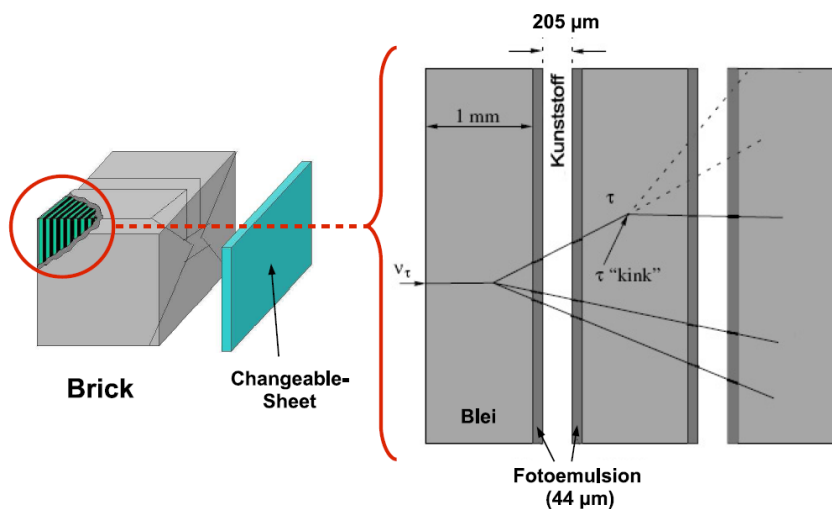 205 µm
1 mm
Kunststoff
τ
τ “kink”
ντ
Brick
Changeable-
Sheet
Blei
Fotoemulsion
(44 µm)